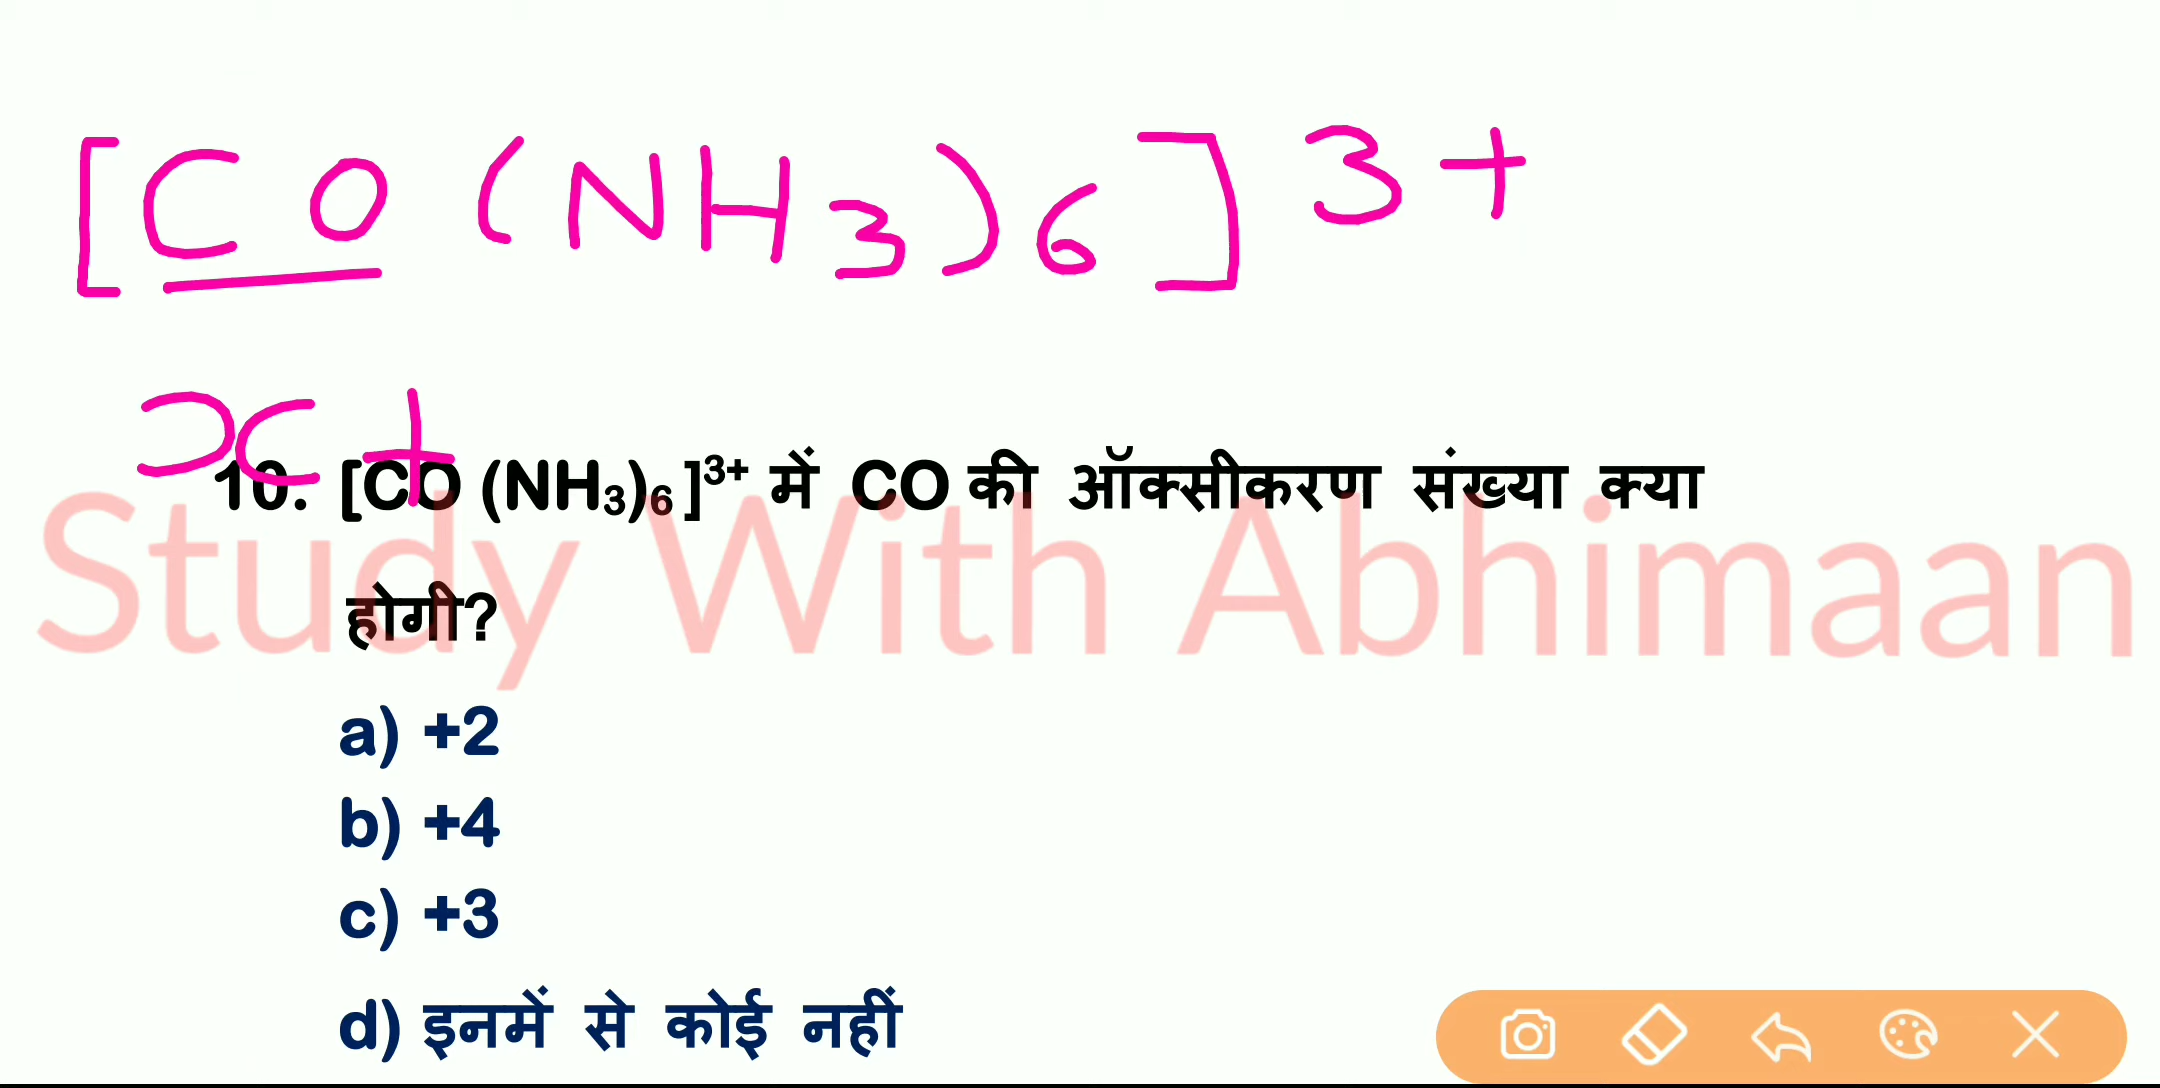 [CO (NH3)6]3+
x +
10. [CO (NH₃)₆]³⁺ में CO की ऑक्सीकरण संख्या क्या
होगी?
Study With Abhimaan
a) +2
b) +4
c) +3
d) इनमें से कोई नहीं